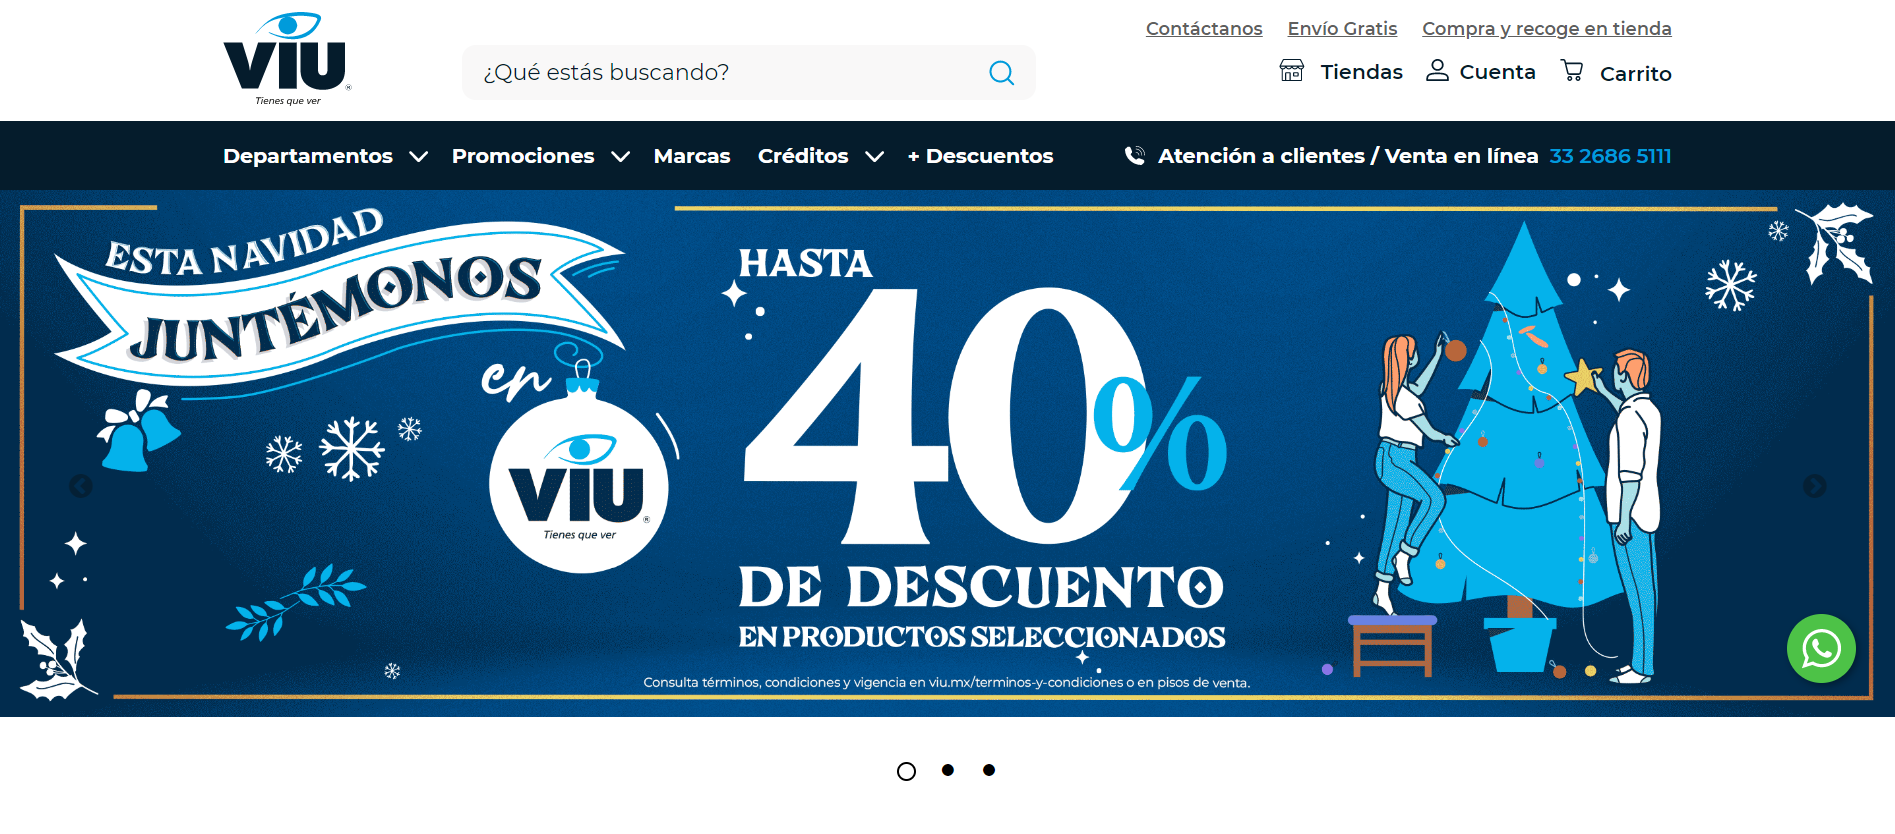 VIU®
Tienes que ver
¿Qué estás buscando?
Contáctanos Envío Gratis Compra y recoge en tienda
Tiendas Cuenta Carrito
Departamentos Promociones Marcas Créditos + Descuentos Atención a clientes / Venta en línea 33 2686 5111
ESTA NAVIDAD
JUNTÉMONOS
en
VIU®
Tienes que ver
HASTA
40%
DE DESCUENTO
EN PRODUCTOS SELECCIONADOS
Consulta términos, condiciones y vigencia en viu.mx/terminos-y-condiciones o en pisos de venta.